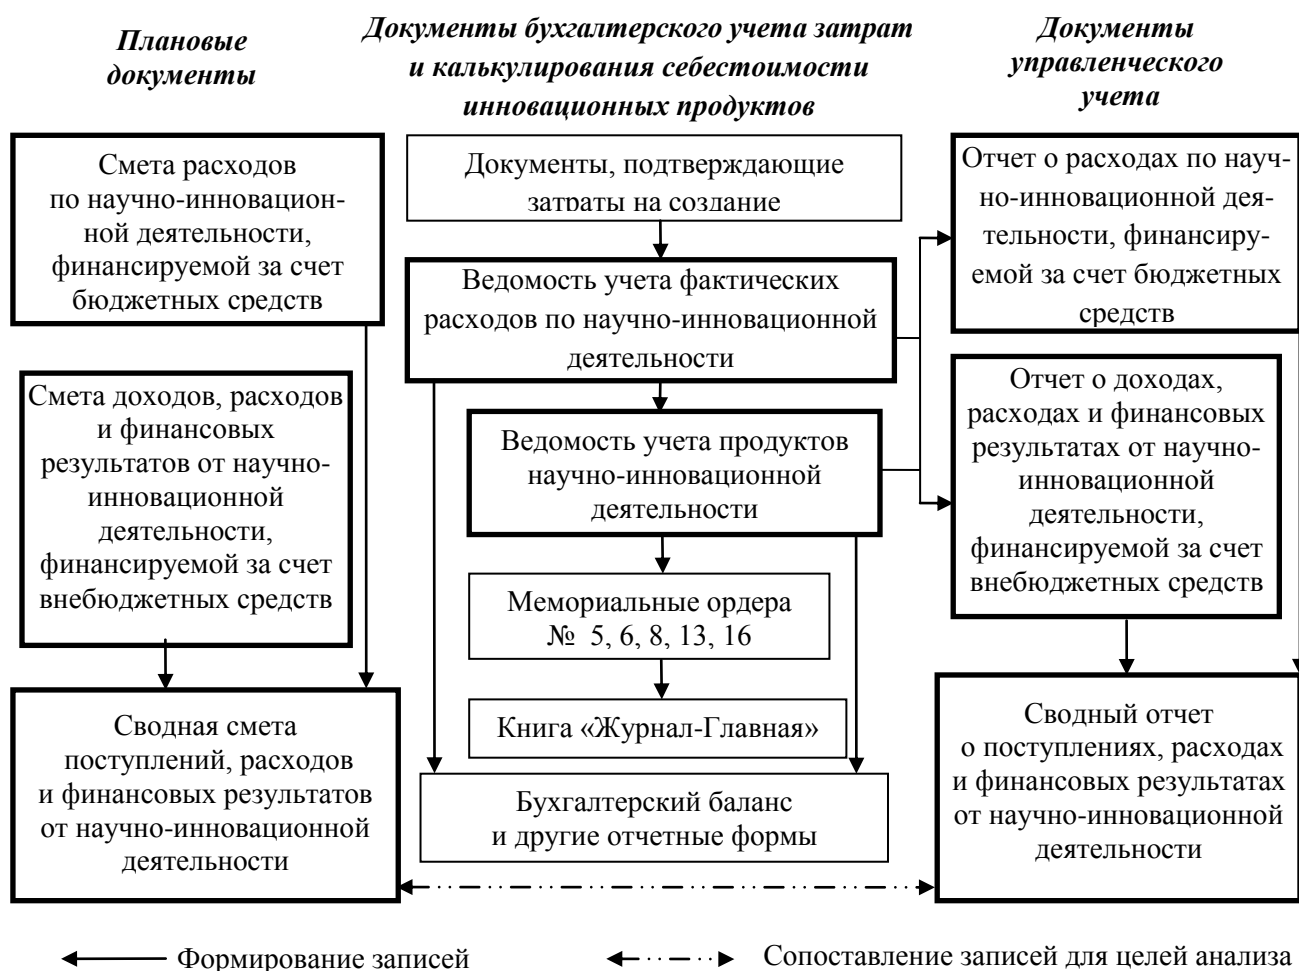 Плановые
документы
Документы бухгалтерского учета затрат
и калькулирования себестоимости
инновационных продуктов
Документы
управленческого
учета
Смета расходов
по научно-инновацион-
ной деятельности,
финансируемой за счет
бюджетных средств
Смета доходов, расходов
и финансовых
результатов от научно-
инновационной
деятельности,
финансируемой за счет
внебюджетных средств
Сводная смета
поступлений, расходов
и финансовых результатов
от научно-инновационной
деятельности
Документы, подтверждающие
затраты на создание
Ведомость учета фактических
расходов по научно-инновационной
деятельности
Ведомость учета продуктов
научно-инновационной
деятельности
Мемориальные ордера
№ 5, 6, 8, 13, 16
Книга «Журнал-Главная»
Бухгалтерский баланс
и другие отчетные формы
Отчет о расходах по науч-
но-инновационной дея-
тельности, финансиру-
емой за счет бюджетных
средств
Отчет о доходах,
расходах и финансовых
результатах от научно-
инновационной
деятельности,
финансируемой за счет
внебюджетных средств
Сводный отчет
о поступлениях, расходах
и финансовых результатах
от научно-инновационной
деятельности
Формирование записей
Сопоставление записей для целей анализа